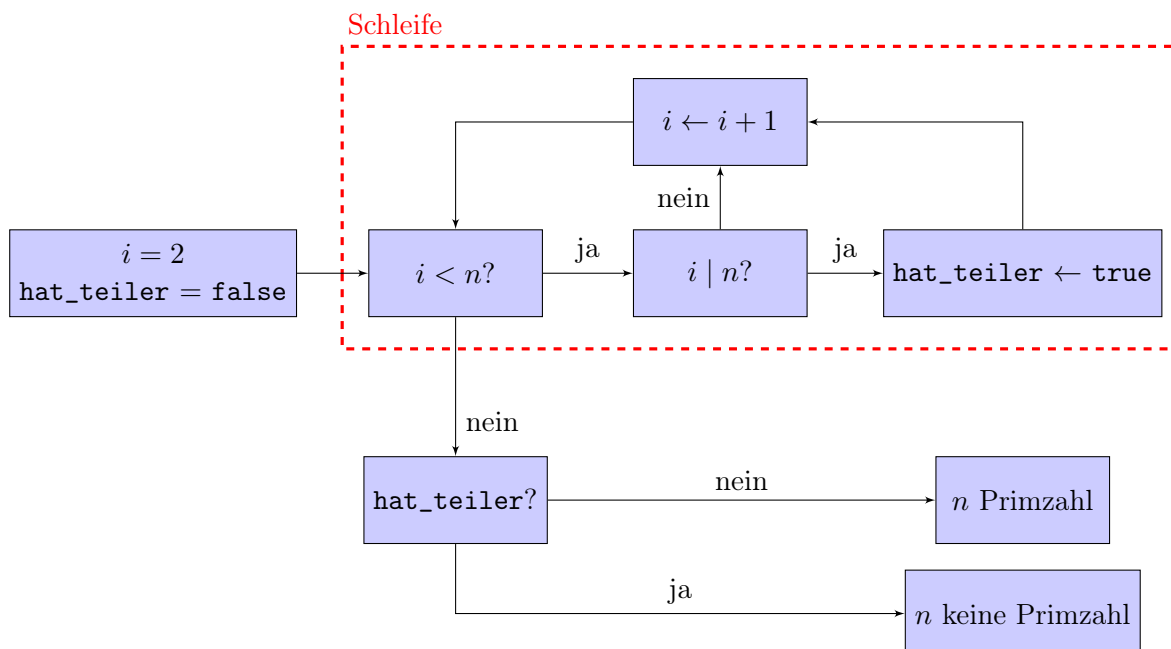 Schleife
i ← i + 1
nein
i = 2
hat_teiler = false
i < n?
ja
i | n?
ja
hat_teiler ← true
nein
hat_teiler?
nein
n Primzahl
ja
n keine Primzahl